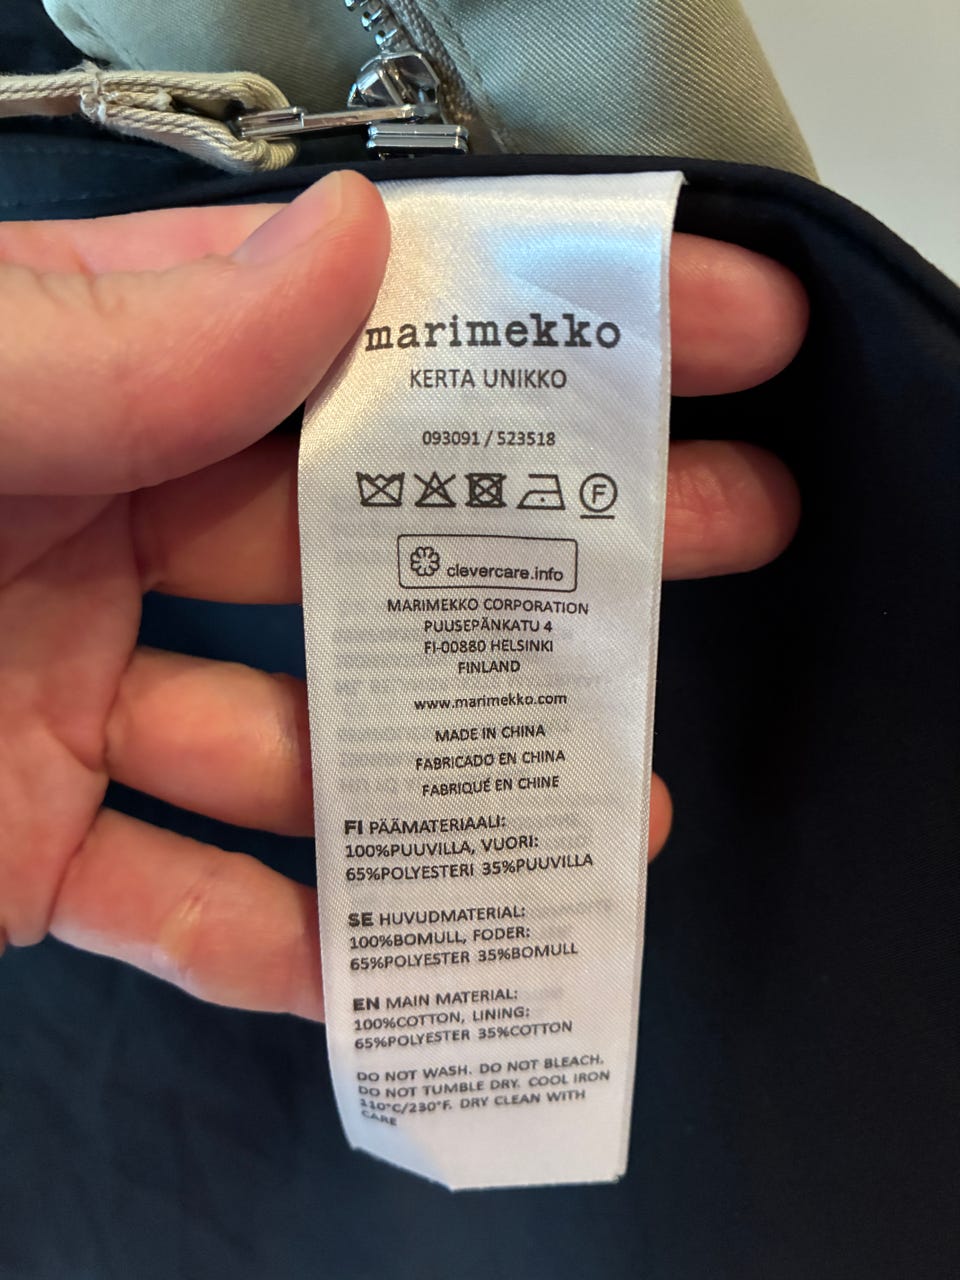 marimekko
KERTA UNIKKO
093091 / 523518
F
clevercare.info
MARIMEKKO CORPORATION
PUUSEPÄNKATU 4
FI-00880 HELSINKI
FINLAND
www.marimekko.com
MADE IN CHINA
FABRICADO EN CHINA
FABRIQUÉ EN CHINE
FI PÄÄMATERIAALI:
100%PUUVILLA, VUORI:
65%POLYESTERI 35%PUUVILLA
SE HUVUDMATERIAL:
100%BOMULL, FODER:
65%POLYESTER 35%BOMULL
EN MAIN MATERIAL:
100%COTTON, LINING:
65%POLYESTER 35%COTTON
DO NOT WASH. DO NOT BLEACH.
DO NOT TUMBLE DRY. COOL IRON
110°C/230°F. DRY CLEAN WITH
CARE